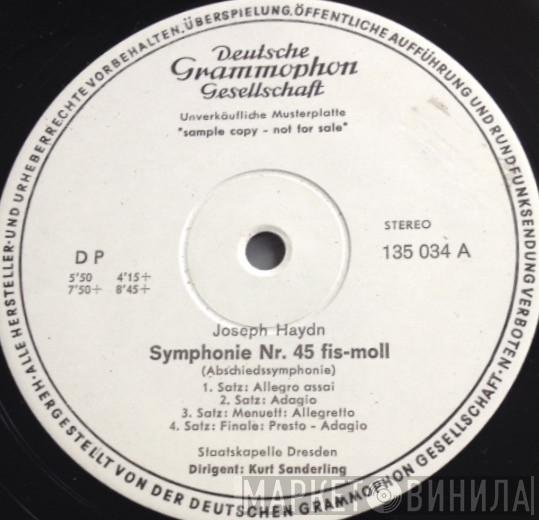 Deutsche
Grammophon
Gesellschaft
Unverkäufliche Musterplatte
"sample copy - not for sale"
STEREO
135 034 A
D P
5'50 4'15+
7'50+ 8'45+
Joseph Haydn
Symphonie Nr. 45 fis-moll
(Abschiedssymphonie)
1. Satz: Allegro assai
2. Satz: Adagio
3. Satz: Menuett: Allegretto
4. Satz: Finale: Presto - Adagio
Staatskapelle Dresden
Dirigent: Kurt Sanderling
·ALLE HERSTELLER-UND URHEBERRECHTE VORBEHALTEN.ÜBERSPIELUNG,ÖFFENTLICHE AUFFÜHRUNG UND RUNDFUNKSENDUNG VERBOTEN·
HERGESTELLT VON DER DEUTSCHEN GRAMMOPHON GESELLSCHAFT·
МАРКЕТ ВИНИЛА